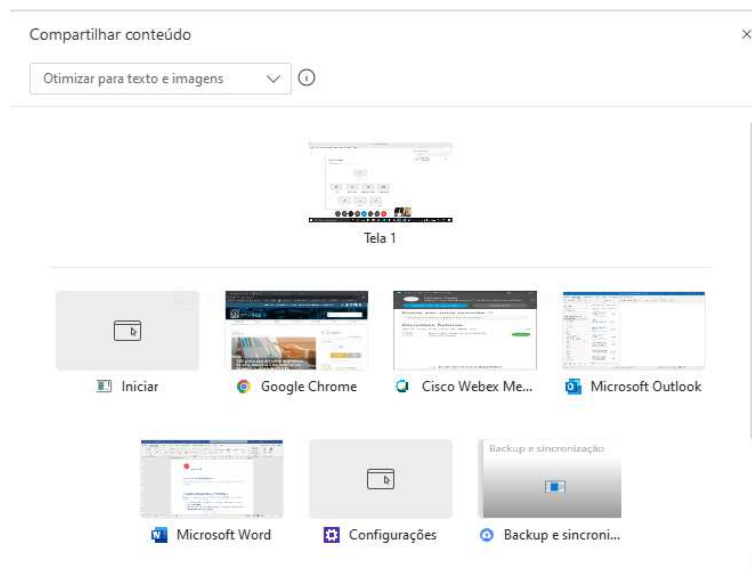 Compartilhar conteúdo
Otimizar para texto e imagens
Tela 1
Iniciar
Google Chrome
Cisco Webex Me...
Microsoft Outlook
Backup e sincronização
Microsoft Word
Configurações
Backup e sincroni...